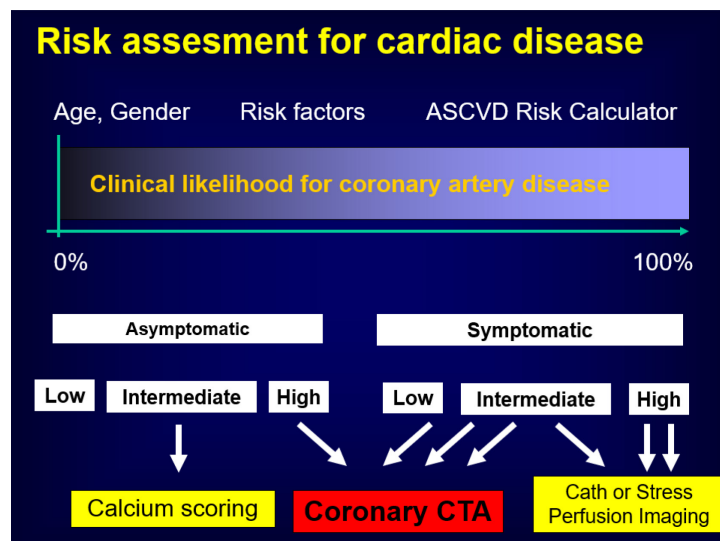 Risk assesment for cardiac disease
Age, Gender Risk factors ASCVD Risk Calculator
Clinical likelihood for coronary artery disease
0% 100%
Asymptomatic Symptomatic
Low Intermediate High Low Intermediate High
Calcium scoring Coronary CTA Cath or Stress
Perfusion Imaging